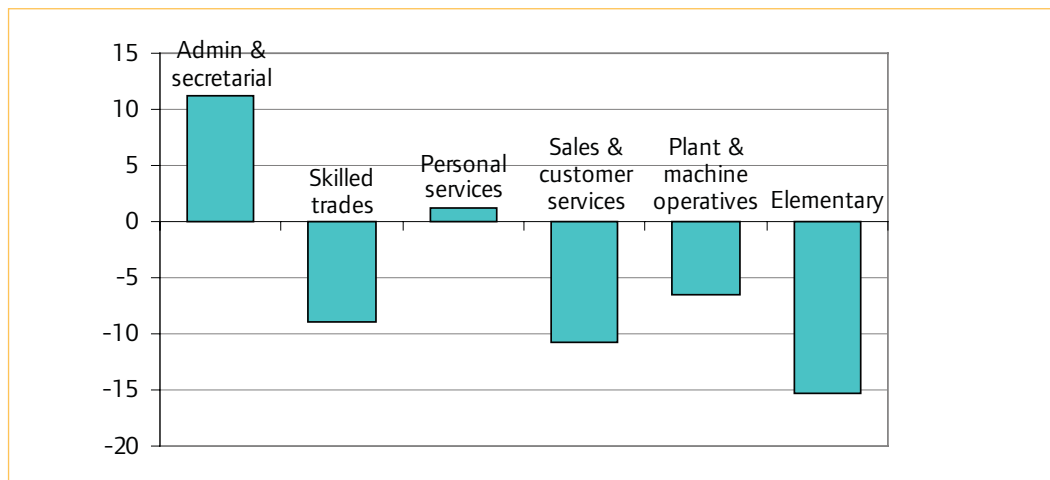 15
10
5
0
-5
-10
-15
-20
Admin &
secretarial
Skilled
trades
Personal
services
Sales &
customer
services
Plant &
machine
operatives
Elementary